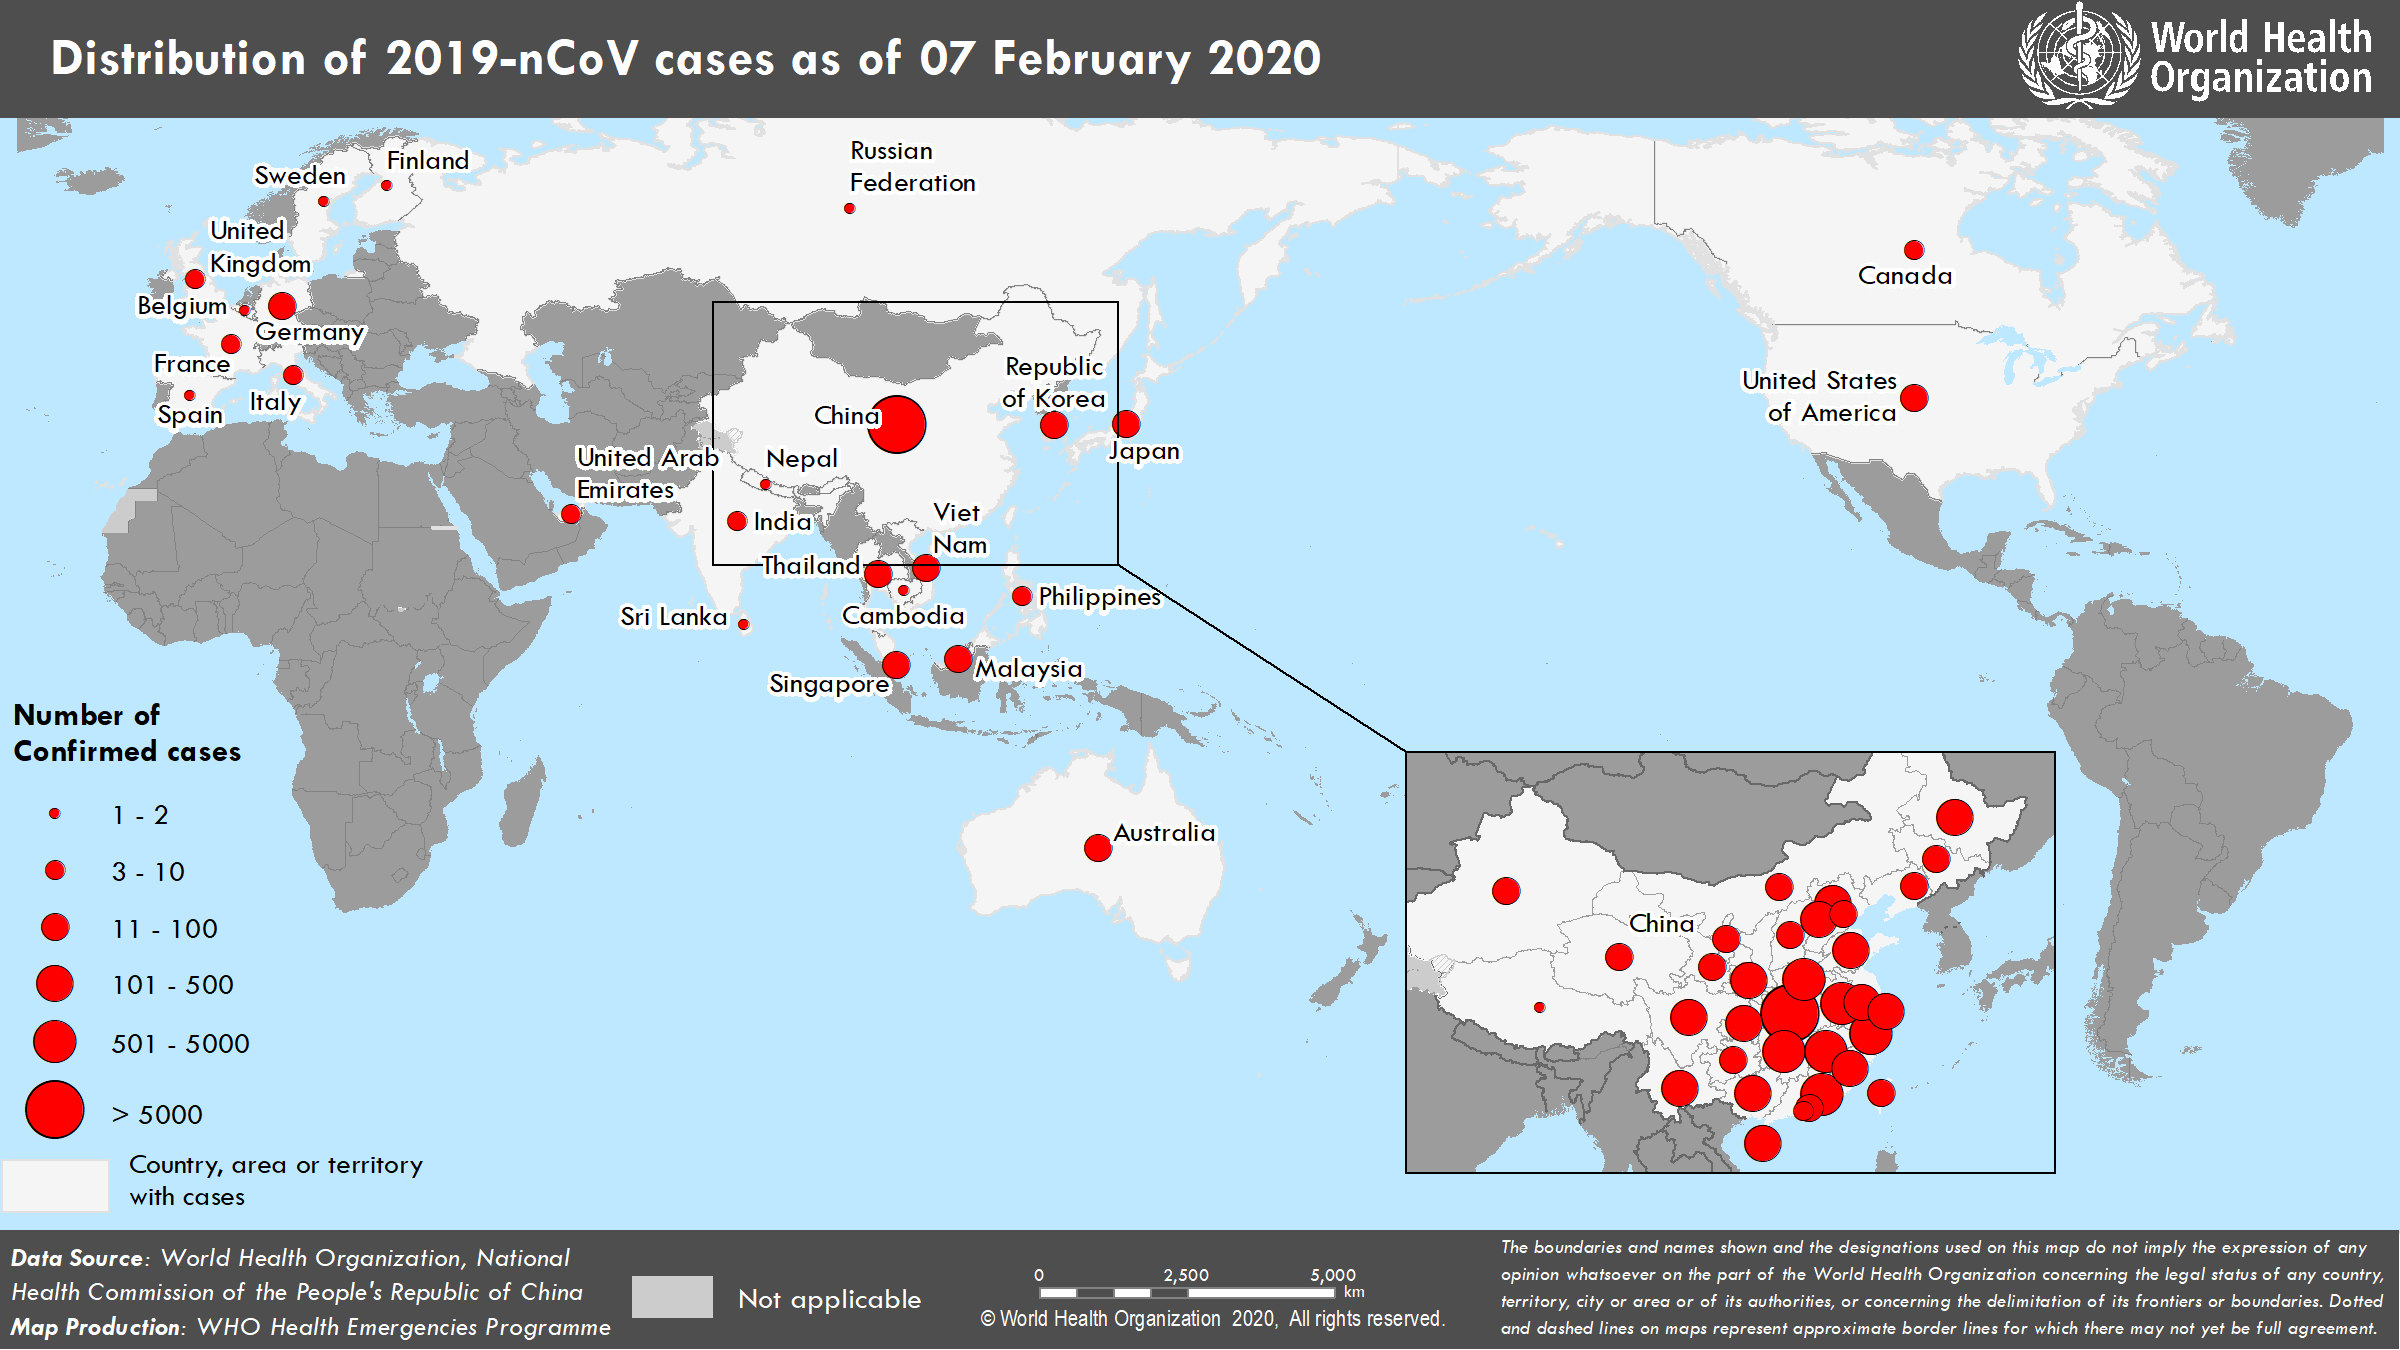 Distribution of 2019-nCoV cases as of 07 February 2020
World Health
Organization
Russian
Federation
Finland
Sweden
United
Kingdom
Belgium
Germany
France
Italy
Spain
Canada
United States
of America
Republic
of Korea
China
Japan
United Arab
Emirates
Nepal
India
Viet
Nam
Thailand
Philippines
Cambodia
Sri Lanka
Malaysia
Singapore
Australia
China
Number of
Confirmed cases
1 - 2
3 - 10
11 - 100
101 - 500
501 - 5000
> 5000
Country, area or territory
with cases
Data Source: World Health Organization, National
Health Commission of the People's Republic of China
Map Production: WHO Health Emergencies Programme
Not applicable
0 2,500 5,000
km
© World Health Organization 2020, All rights reserved.
The boundaries and names shown and the designations used on this map do not imply the expression of any
opinion whatsoever on the part of the World Health Organization concerning the legal status of any country,
territory, city or area or of its authorities, or concerning the delimitation of its frontiers or boundaries. Dotted
and dashed lines on maps represent approximate border lines for which there may not yet be full agreement.